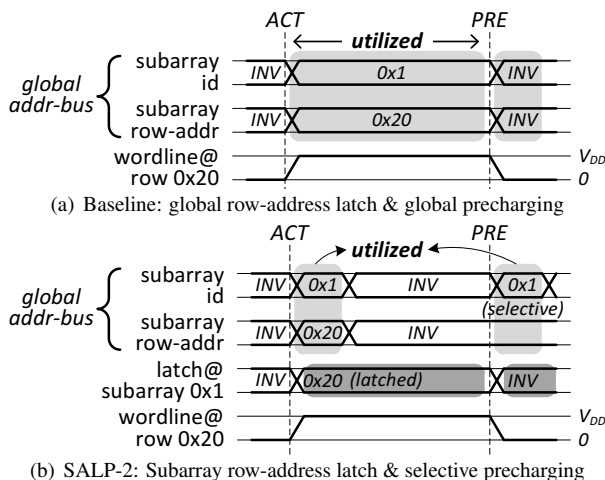 ACT PRE
utilized
global
addr-bus
subarray
id
INV 0x1 INV
subarray
row-addr
INV 0x20 INV
wordline@
row 0x20
VDD
0
(a) Baseline: global row-address latch & global precharging
ACT PRE
utilized
global
addr-bus
subarray
id
INV 0x1 INV 0x1
(selective)
subarray
row-addr
INV 0x20 INV
latch@
subarray 0x1
INV 0x20 (latched) INV
wordline@
row 0x20
VDD
0
(b) SALP-2: Subarray row-address latch & selective precharging